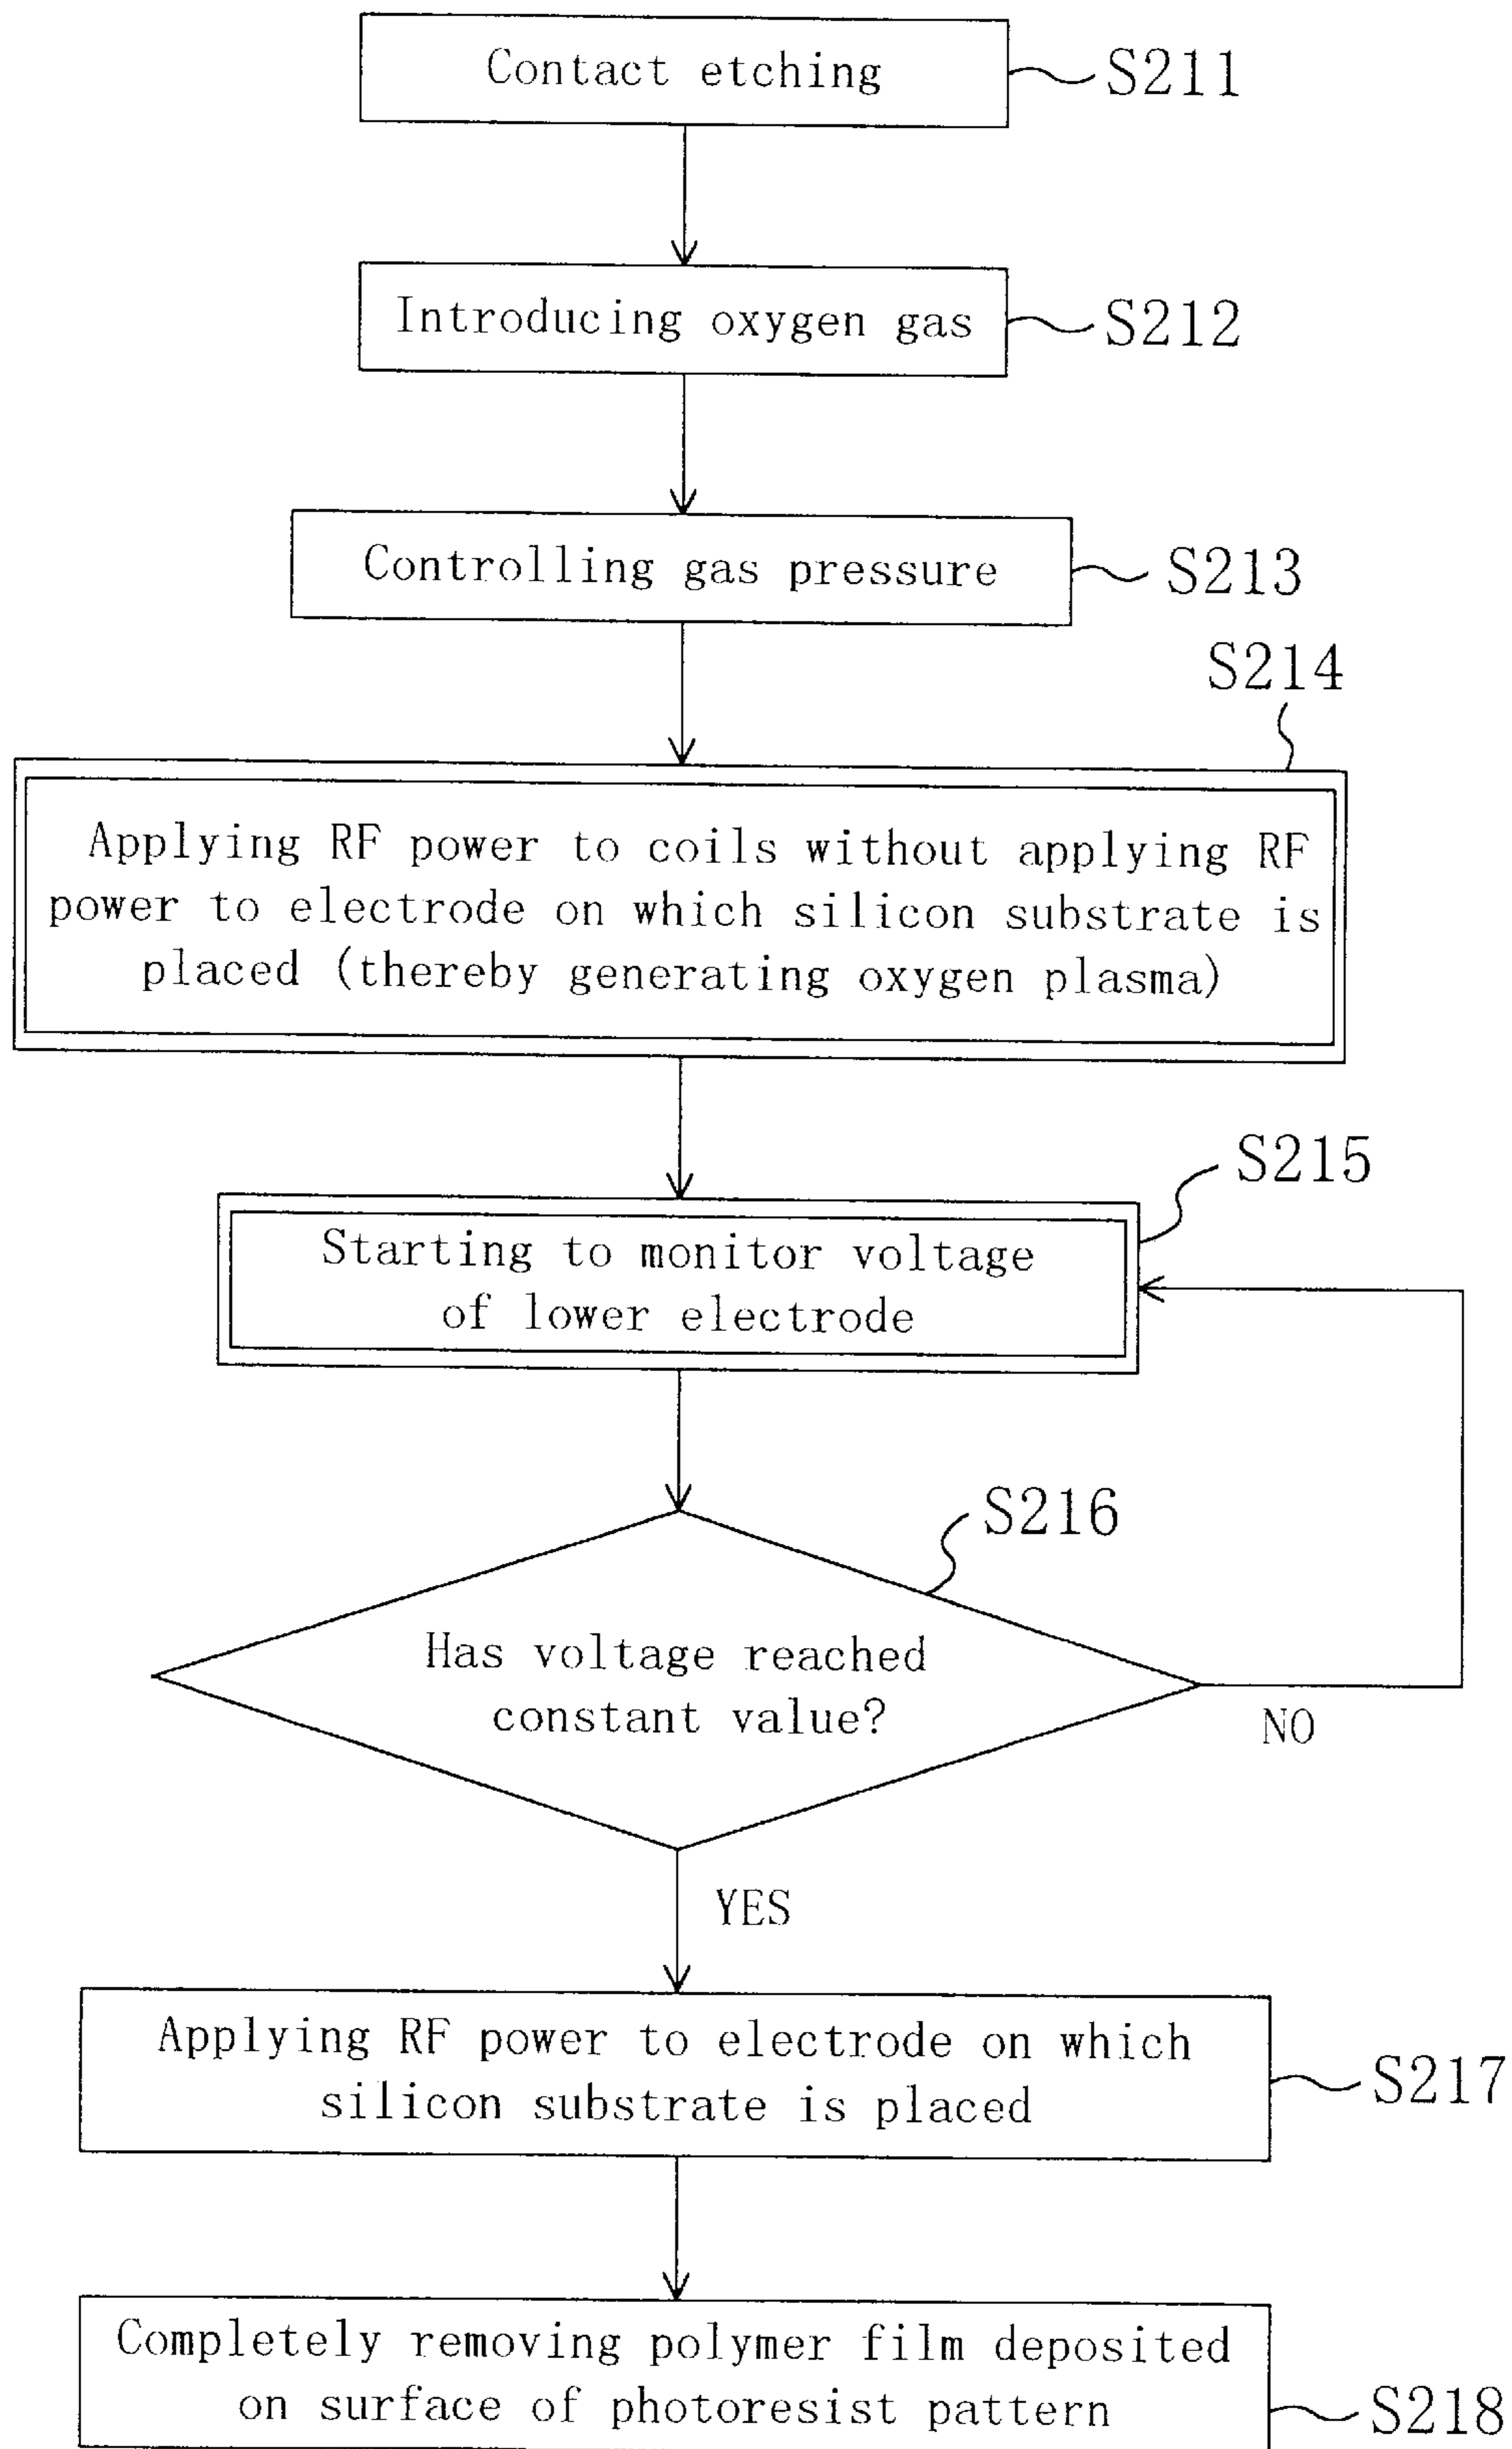 Contact etching
S211
Introducing oxygen gas
S212
Controlling gas pressure
S213
S214
Applying RF power to coils without applying RF
power to electrode on which silicon substrate is
placed (thereby generating oxygen plasma)
S215
Starting to monitor voltage
of lower electrode
S216
Has voltage reached
constant value?
NO
YES
Applying RF power to electrode on which
silicon substrate is placed
S217
Completely removing polymer film deposited
on surface of photoresist pattern
S218